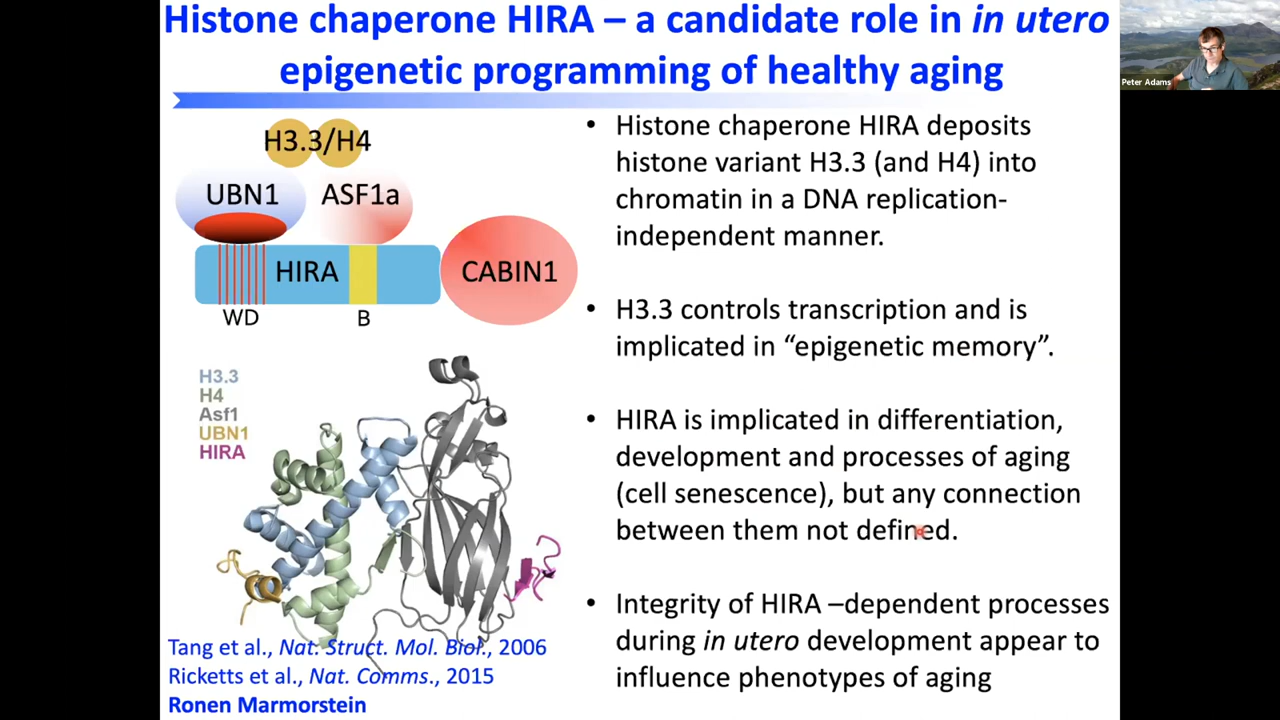 Histone chaperone HIRA – a candidate role in in utero
epigenetic programming of healthy aging
Peter Adams
H3.3/H4
UBN1
ASF1a
HIRA
CABIN1
WD
B
H3.3
H4
Asf1
UBN1
HIRA
Tang et al., Nat. Struct. Mol. Biol., 2006
Ricketts et al., Nat. Comms., 2015
Ronen Marmorstein
• Histone chaperone HIRA deposits
histone variant H3.3 (and H4) into
chromatin in a DNA replication-
independent manner.
• H3.3 controls transcription and is
implicated in “epigenetic memory”.
• HIRA is implicated in differentiation,
development and processes of aging
(cell senescence), but any connection
between them not defined.
• Integrity of HIRA –dependent processes
during in utero development appear to
influence phenotypes of aging